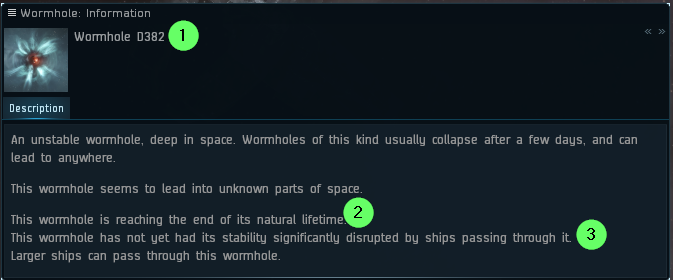 Wormhole: Information
Wormhole D382 1
« »
Description
An unstable wormhole, deep in space. Wormholes of this kind usually collapse after a few days, and can
lead to anywhere.
This wormhole seems to lead into unknown parts of space.
This wormhole is reaching the end of its natural lifetime. 2
This wormhole has not yet had its stability significantly disrupted by ships passing through it. 3
Larger ships can pass through this wormhole.